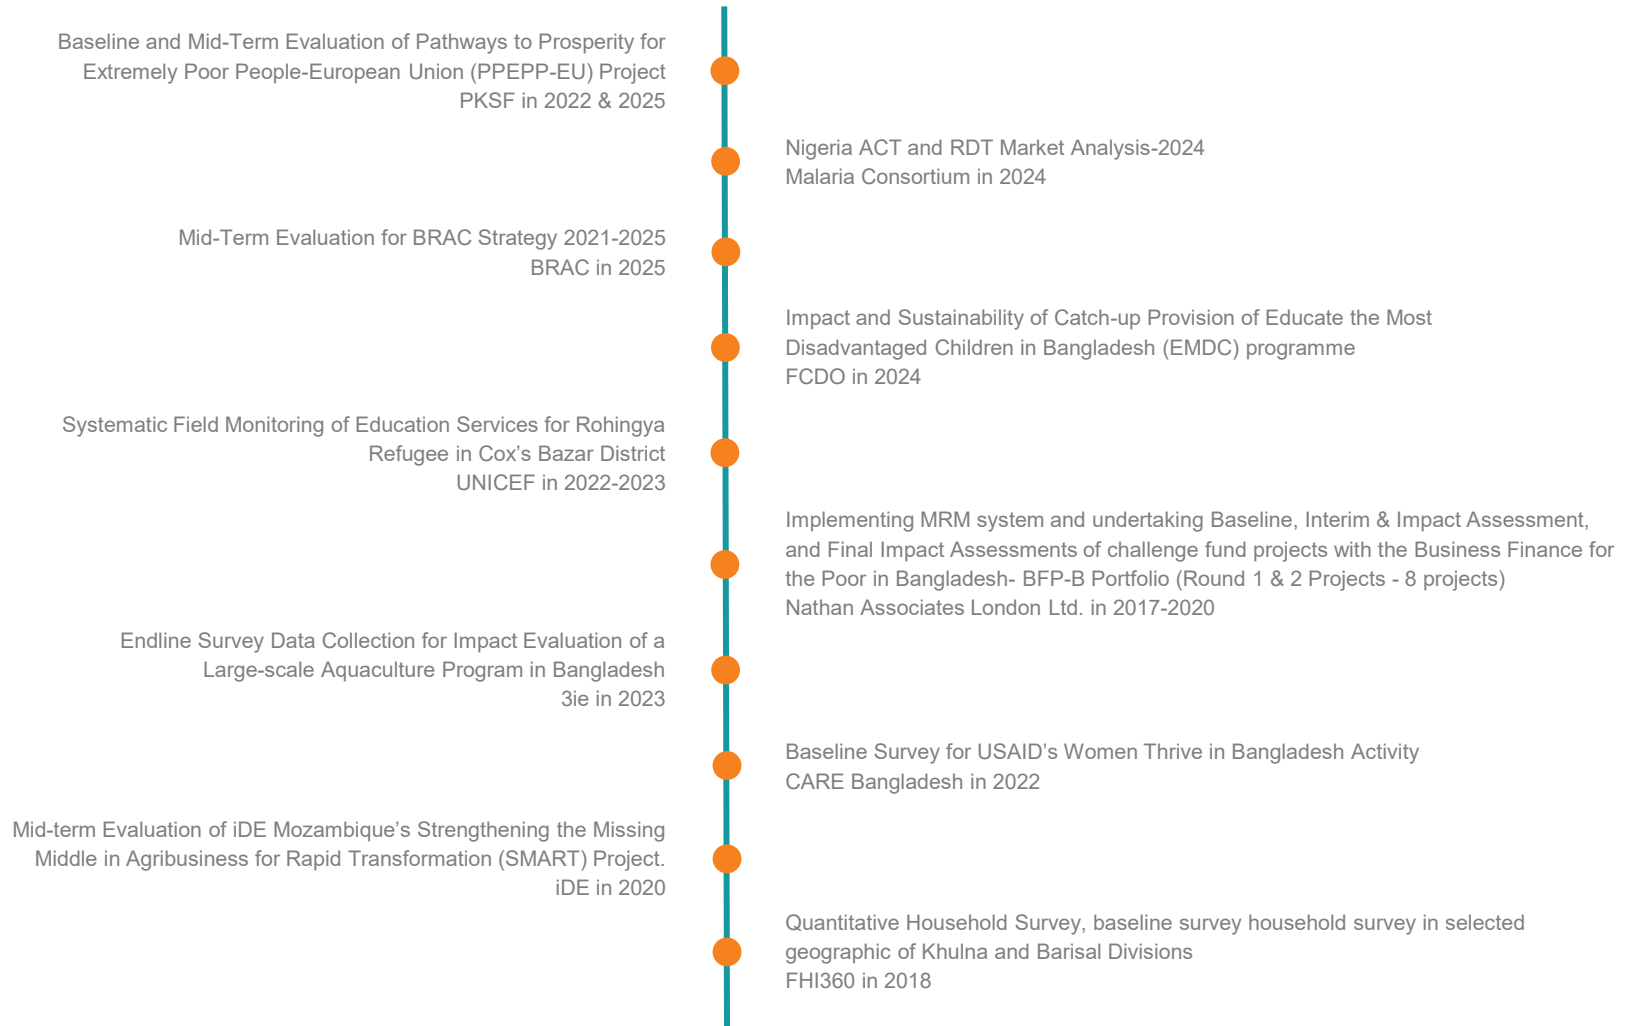 Baseline and Mid-Term Evaluation of Pathways to Prosperity for
Extremely Poor People-European Union (PPEPP-EU) Project
PKSF in 2022 & 2025
Nigeria ACT and RDT Market Analysis-2024
Malaria Consortium in 2024
Mid-Term Evaluation for BRAC Strategy 2021-2025
BRAC in 2025
Impact and Sustainability of Catch-up Provision of Educate the Most
Disadvantaged Children in Bangladesh (EMDC) programme
FCDO in 2024
Systematic Field Monitoring of Education Services for Rohingya
Refugee in Cox’s Bazar District
UNICEF in 2022-2023
Implementing MRM system and undertaking Baseline, Interim & Impact Assessment,
and Final Impact Assessments of challenge fund projects with the Business Finance for
the Poor in Bangladesh- BFP-B Portfolio (Round 1 & 2 Projects - 8 projects)
Nathan Associates London Ltd. in 2017-2020
Endline Survey Data Collection for Impact Evaluation of a
Large-scale Aquaculture Program in Bangladesh
3ie in 2023
Baseline Survey for USAID’s Women Thrive in Bangladesh Activity
CARE Bangladesh in 2022
Mid-term Evaluation of iDE Mozambique’s Strengthening the Missing
Middle in Agribusiness for Rapid Transformation (SMART) Project.
iDE in 2020
Quantitative Household Survey, baseline survey household survey in selected
geographic of Khulna and Barisal Divisions
FHI360 in 2018